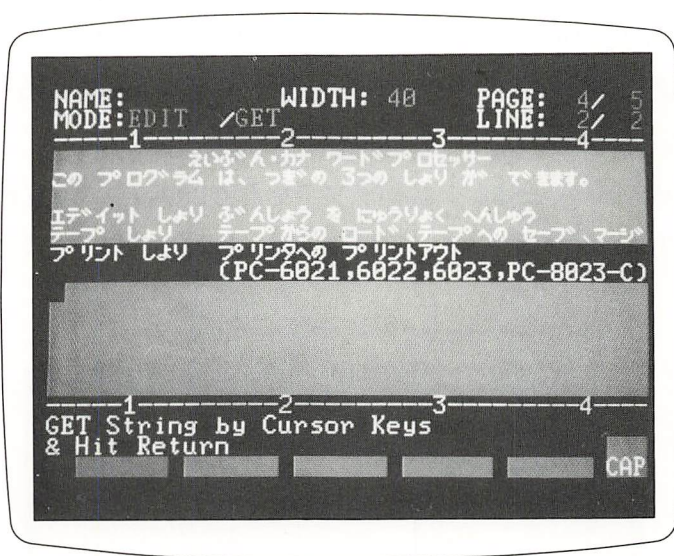 NAME: WIDTH: 40 PAGE: 4/ 5
MODE:EDIT /GET LINE: 2/ 2
1 2 3 4
えいぶん・カナ ワードプロセッサー
この プログラム は、つぎの 3つの しょり が できます。
エディット しょり ぶんしょう を にゅうりょく へんしゅう
テープ しょり テープからの ロード、テープへの セーブ、マージ
プリント しより プリンタへの プリントアウト
(PC-6021,6022,6023,PC-8023-C)
1 2 3 4
GET String by Cursor Keys
& Hit Return
CAP